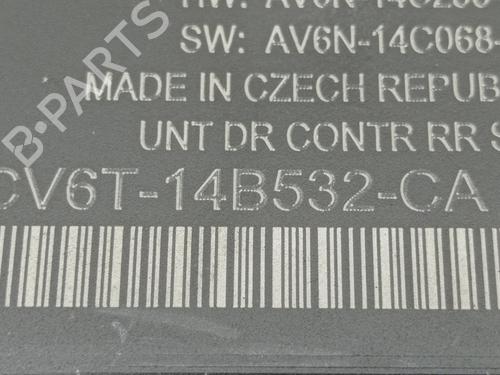 SW: AV6N-14C068-
MADE IN CZECH REPUB
UNT DR CONTR RR S
CV6T-14B532-CA
B-PARTS